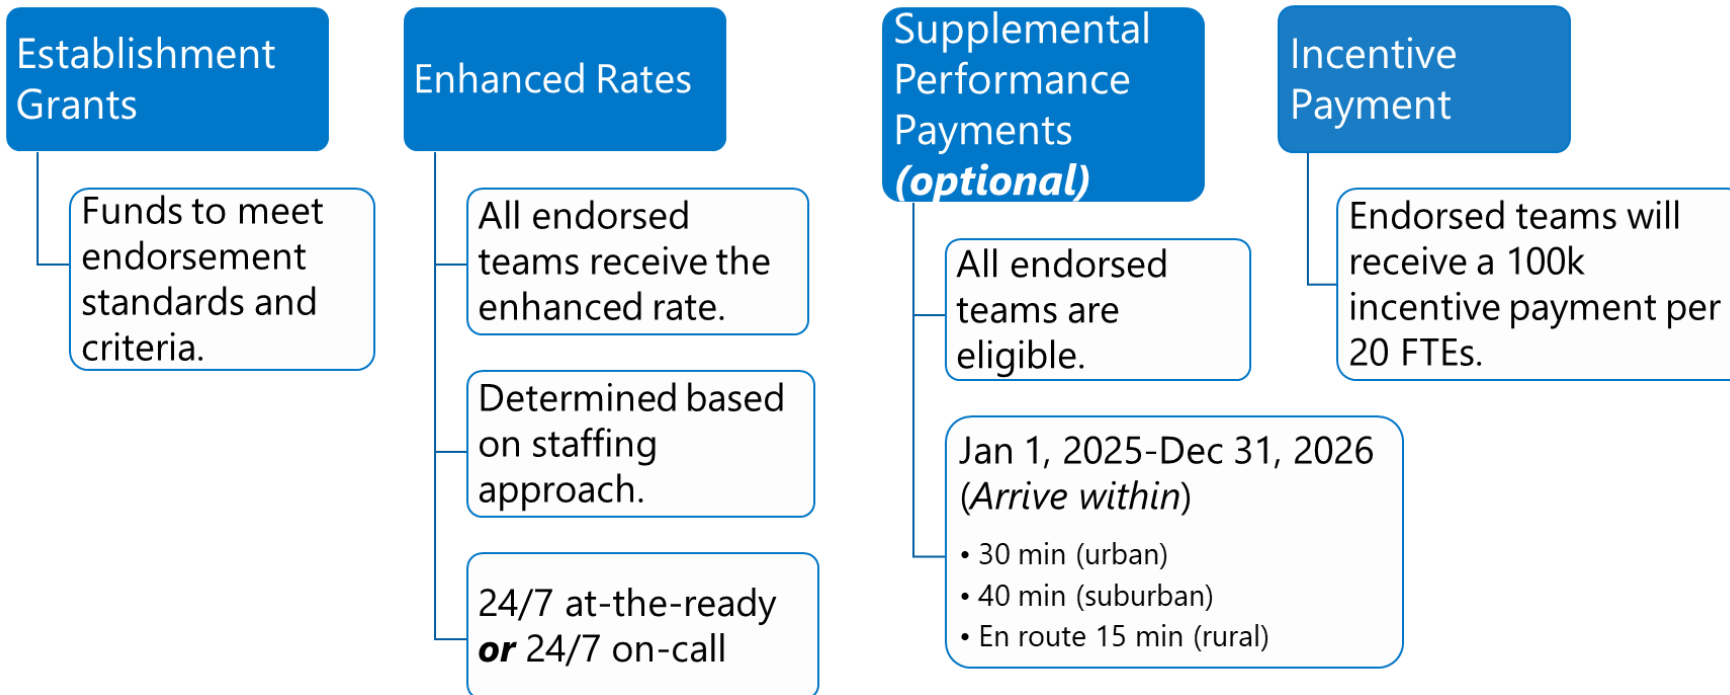 Establishment
Grants
Funds to meet
endorsement
standards and
criteria.
Enhanced Rates
All endorsed
teams receive the
enhanced rate.
Determined based
on staffing
approach.
24/7 at-the-ready
or 24/7 on-call
Supplemental
Performance
Payments
(optional)
All endorsed
teams are
eligible.
Jan 1, 2025-Dec 31, 2026
(Arrive within)
• 30 min (urban)
• 40 min (suburban)
• En route 15 min (rural)
Incentive
Payment
Endorsed teams will
receive a 100k
incentive payment per
20 FTEs.